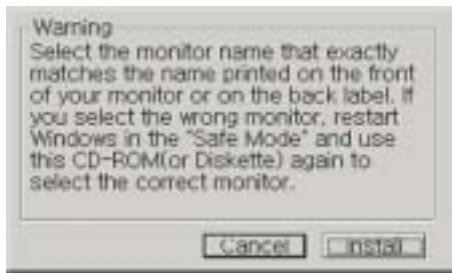 Warning
Select the monitor name that exactly
matches the name printed on the front
of your monitor or on the back label. If
you select the wrong monitor, restart
Windows in the "Safe Mode" and use
this CD-ROM(or Diskette) again to
select the correct monitor.
Cancel Install